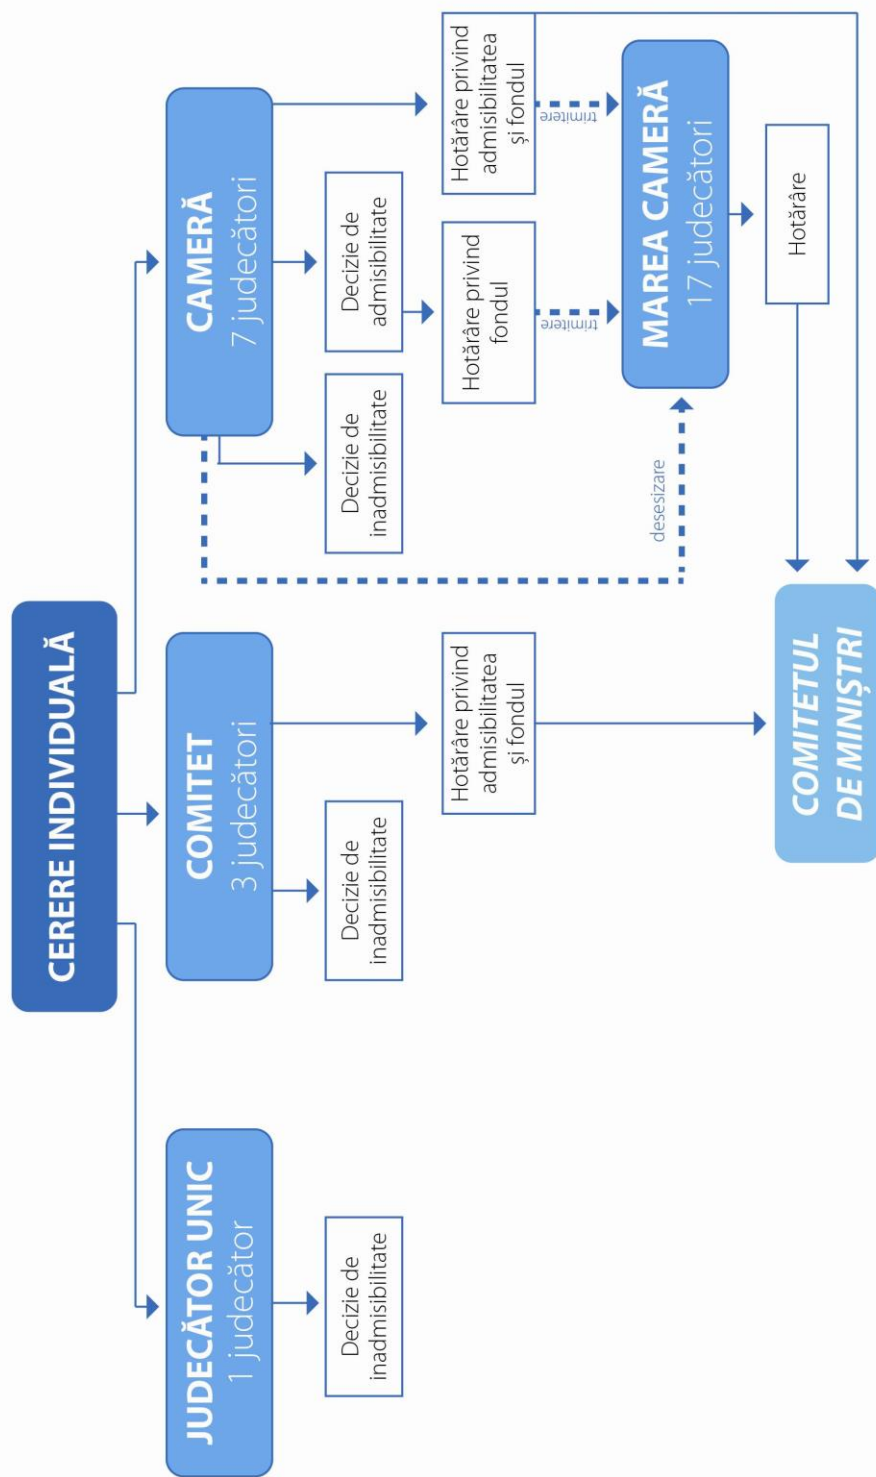 CERERE INDIVIDUALĂ
JUDECĂTOR UNIC
1 judecător
COMITET
3 judecători
CAMERĂ
7 judecători
Decizie de
inadmisibilitate
Decizie de
inadmisibilitate
Decizie de
inadmisibilitate
Decizie de
admisibilitate
Hotărâre privind
admisibilitatea
și fondul
Hotărâre privind
fondul
Hotărâre privind
admisibilitatea
și fondul
desesizare
trimitere
trimitere
MAREA CAMERĂ
17 judecători
Hotărâre
COMITETUL
DE MINIŞTRI